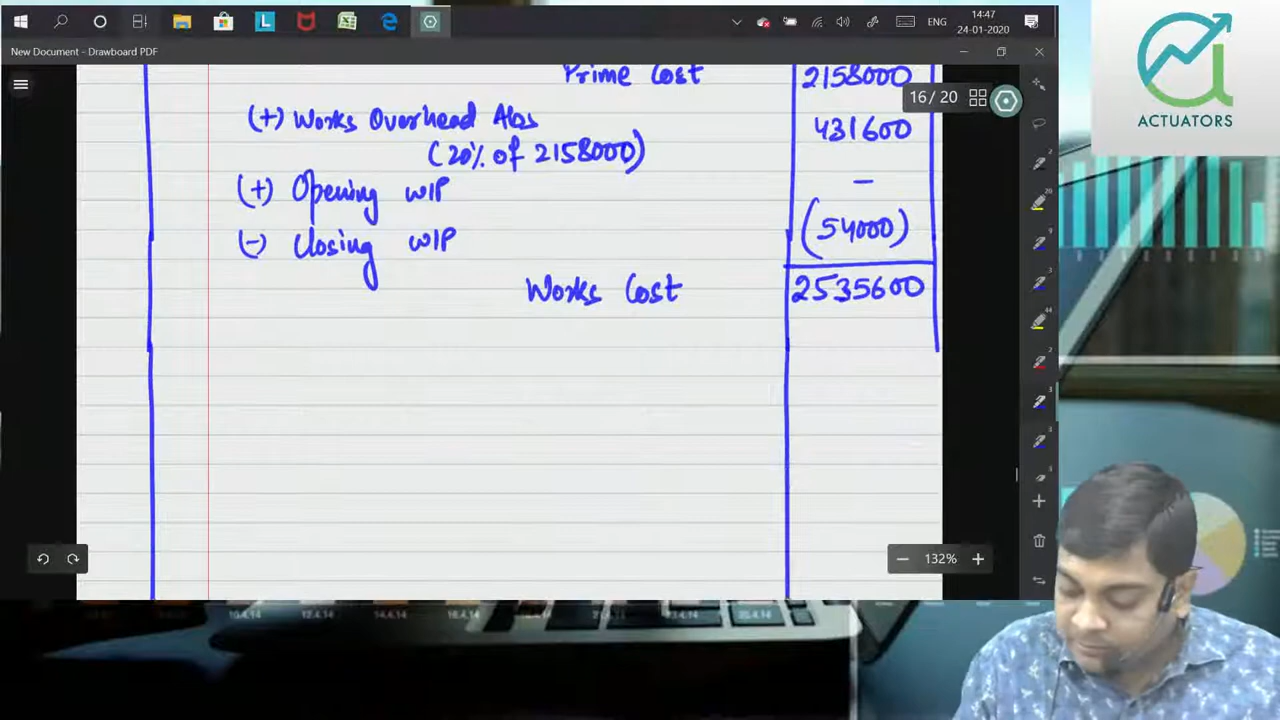 14:47
ENG
24-01-2020
New Document - Drawboard PDF
Prime Cost 2158000
16 / 20
(+) Works Overhead Abs 431600
(20% of 2158000)
(+) Opening WIP –
(-) Closing WIP (54000)
Works Cost 2535600
132%
ACTUATORS